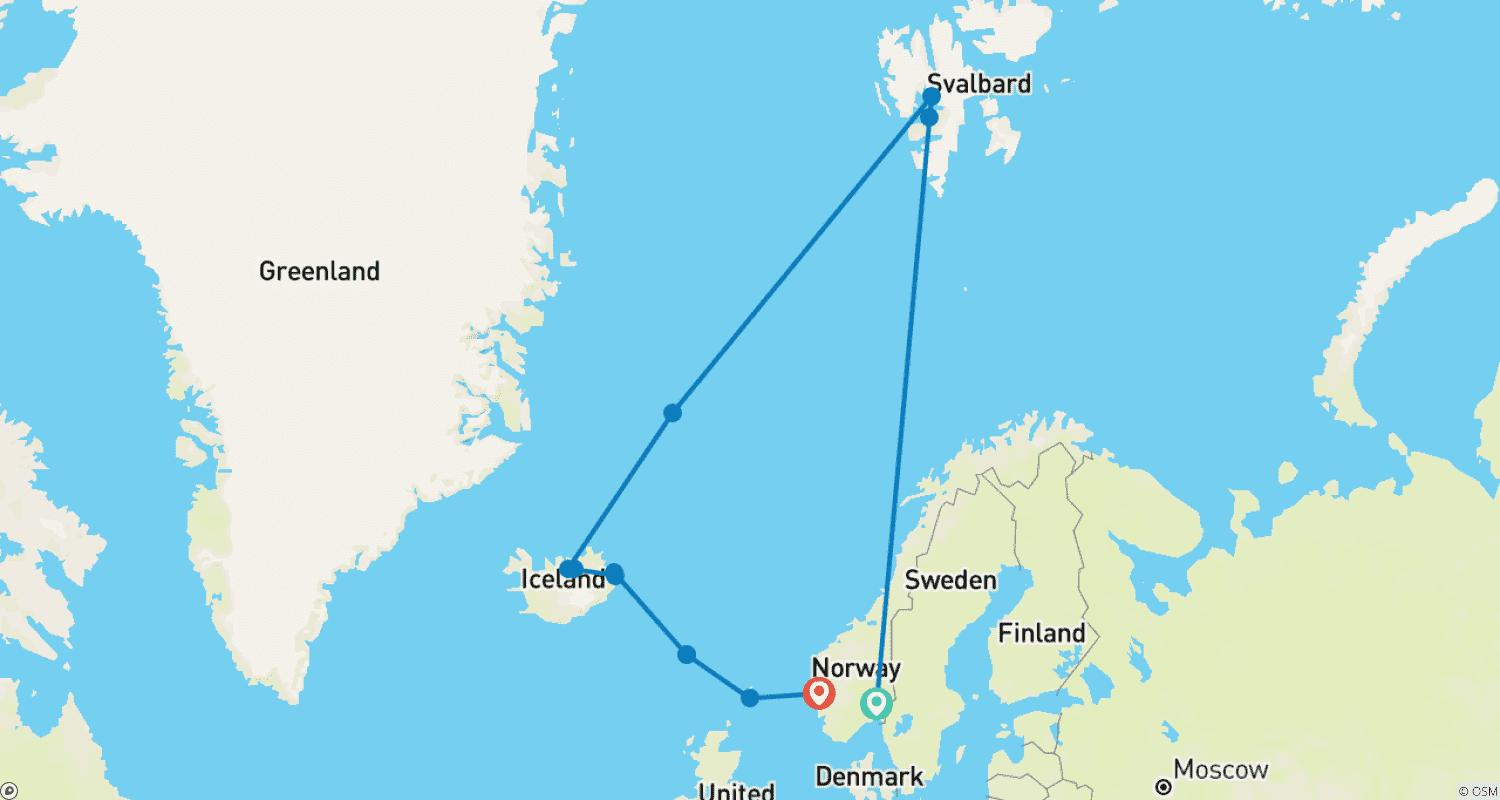 Svalbard
Greenland
Iceland
Sweden
Finland
Norway
Moscow
Denmark
United
© OSM